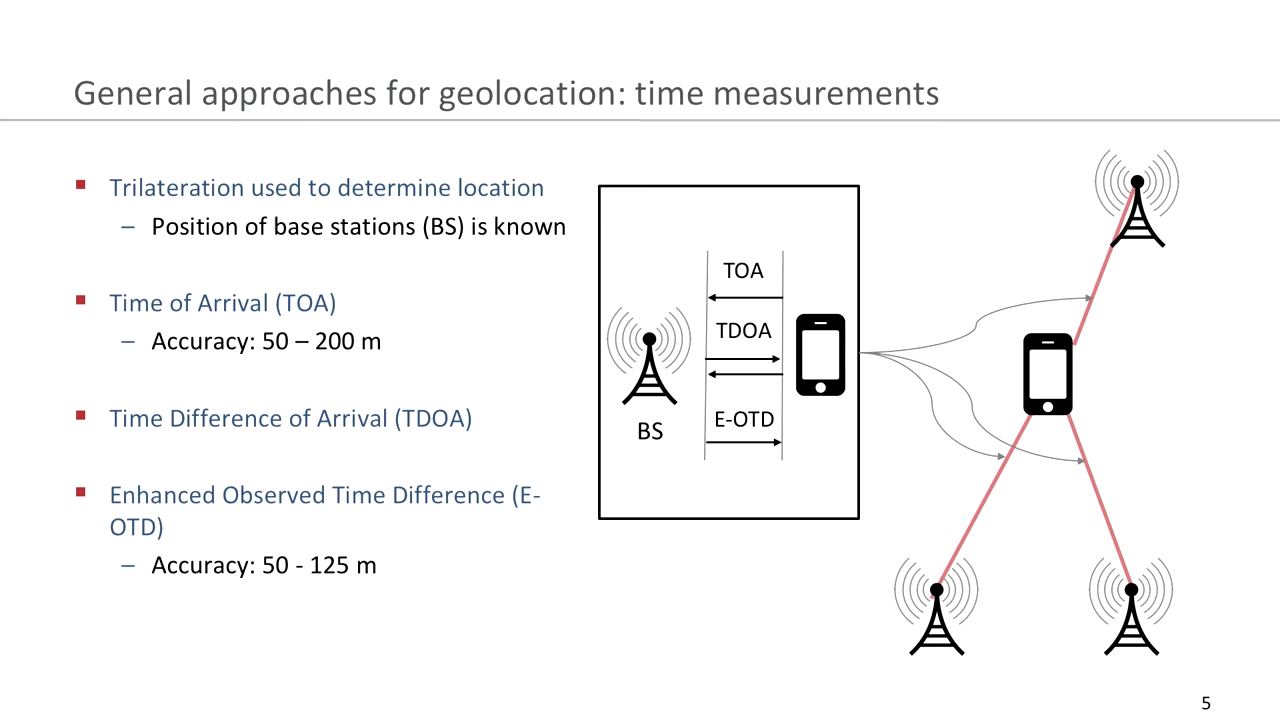 General approaches for geolocation: time measurements
▪ Trilateration used to determine location
– Position of base stations (BS) is known
▪ Time of Arrival (TOA)
– Accuracy: 50 – 200 m
▪ Time Difference of Arrival (TDOA)
▪ Enhanced Observed Time Difference (E-
OTD)
– Accuracy: 50 - 125 m
TOA
TDOA
E-OTD
BS
5